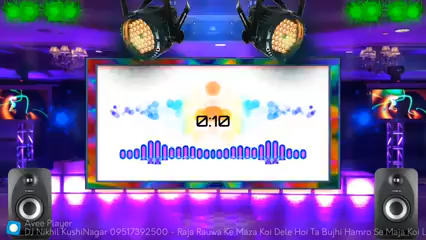 0:10
Avee Player
DJ Nikhil KushiNagar 09517392500 - Raja Rauwa Ke Maza Koi Dele Hoi Ta Bujhi Hamro Se Maja Koi L